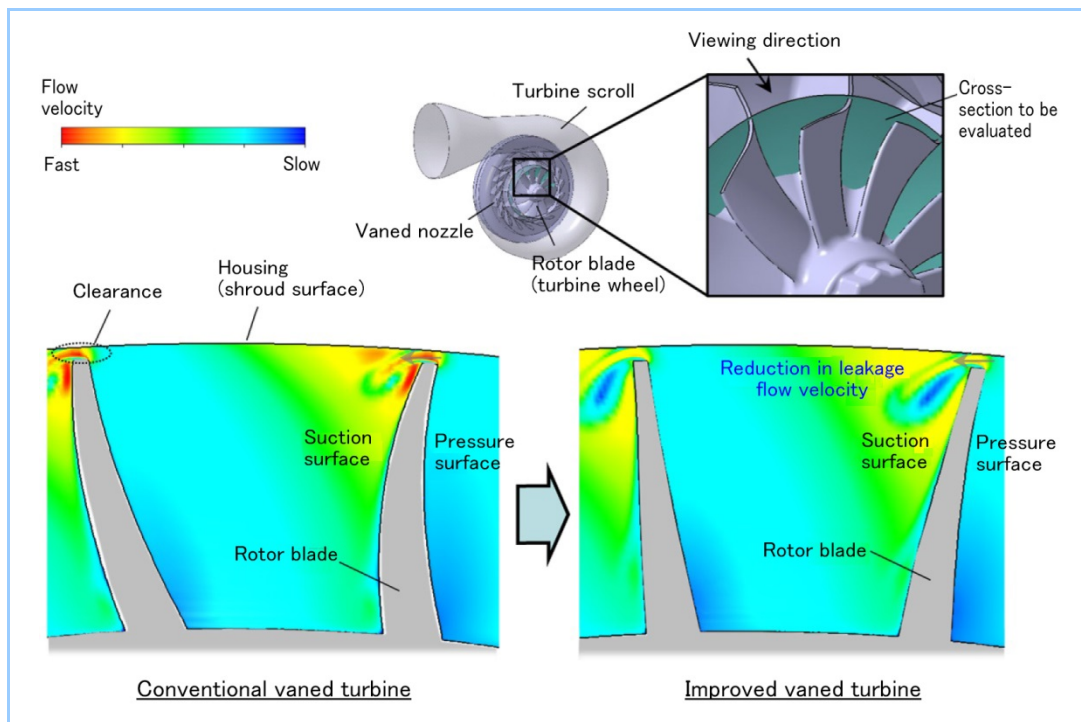 Flow
velocity
Fast
Slow
Turbine scroll
Vaned nozzle
Rotor blade
(turbine wheel)
Viewing direction
Cross-
section to be
evaluated
Housing
(shroud surface)
Clearance
Suction
surface
Pressure
surface
Rotor blade
Conventional vaned turbine
Reduction in leakage
flow velocity
Suction
surface
Pressure
surface
Rotor blade
Improved vaned turbine